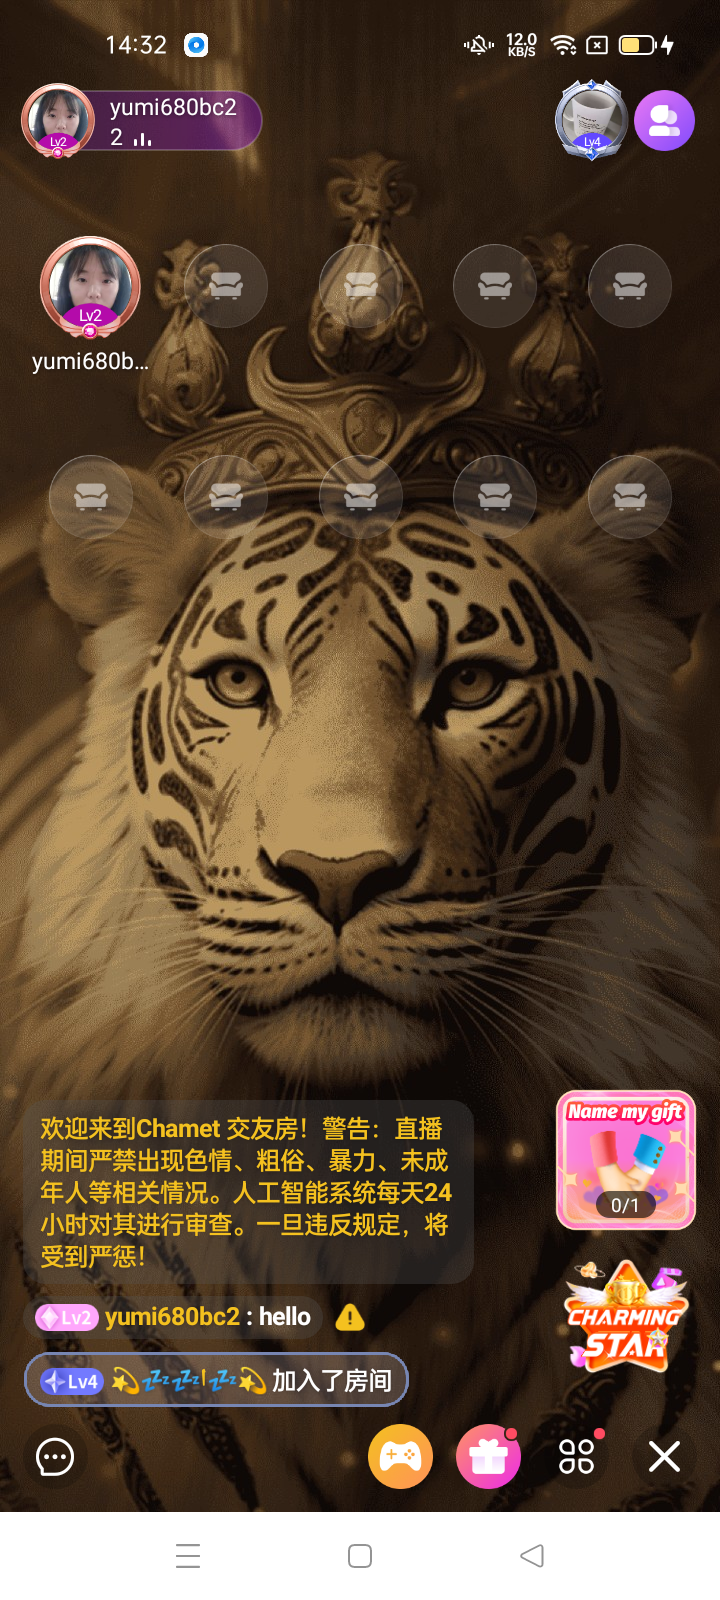 14:32
12.0
KB/S
yumi680bc2
2
Lv2
Lv4
Lv2
yumi680b...
欢迎来到Chamet 交友房！警告：直播
期间严禁出现色情、粗俗、暴力、未成
年人等相关情况。人工智能系统每天24
小时对其进行审查。一旦违反规定，将
受到严惩！
Name my gift
0/1
CHARMING
STAR
Lv2 yumi680bc2 : hello
Lv4 💫💤💤💤💫 加入了房间